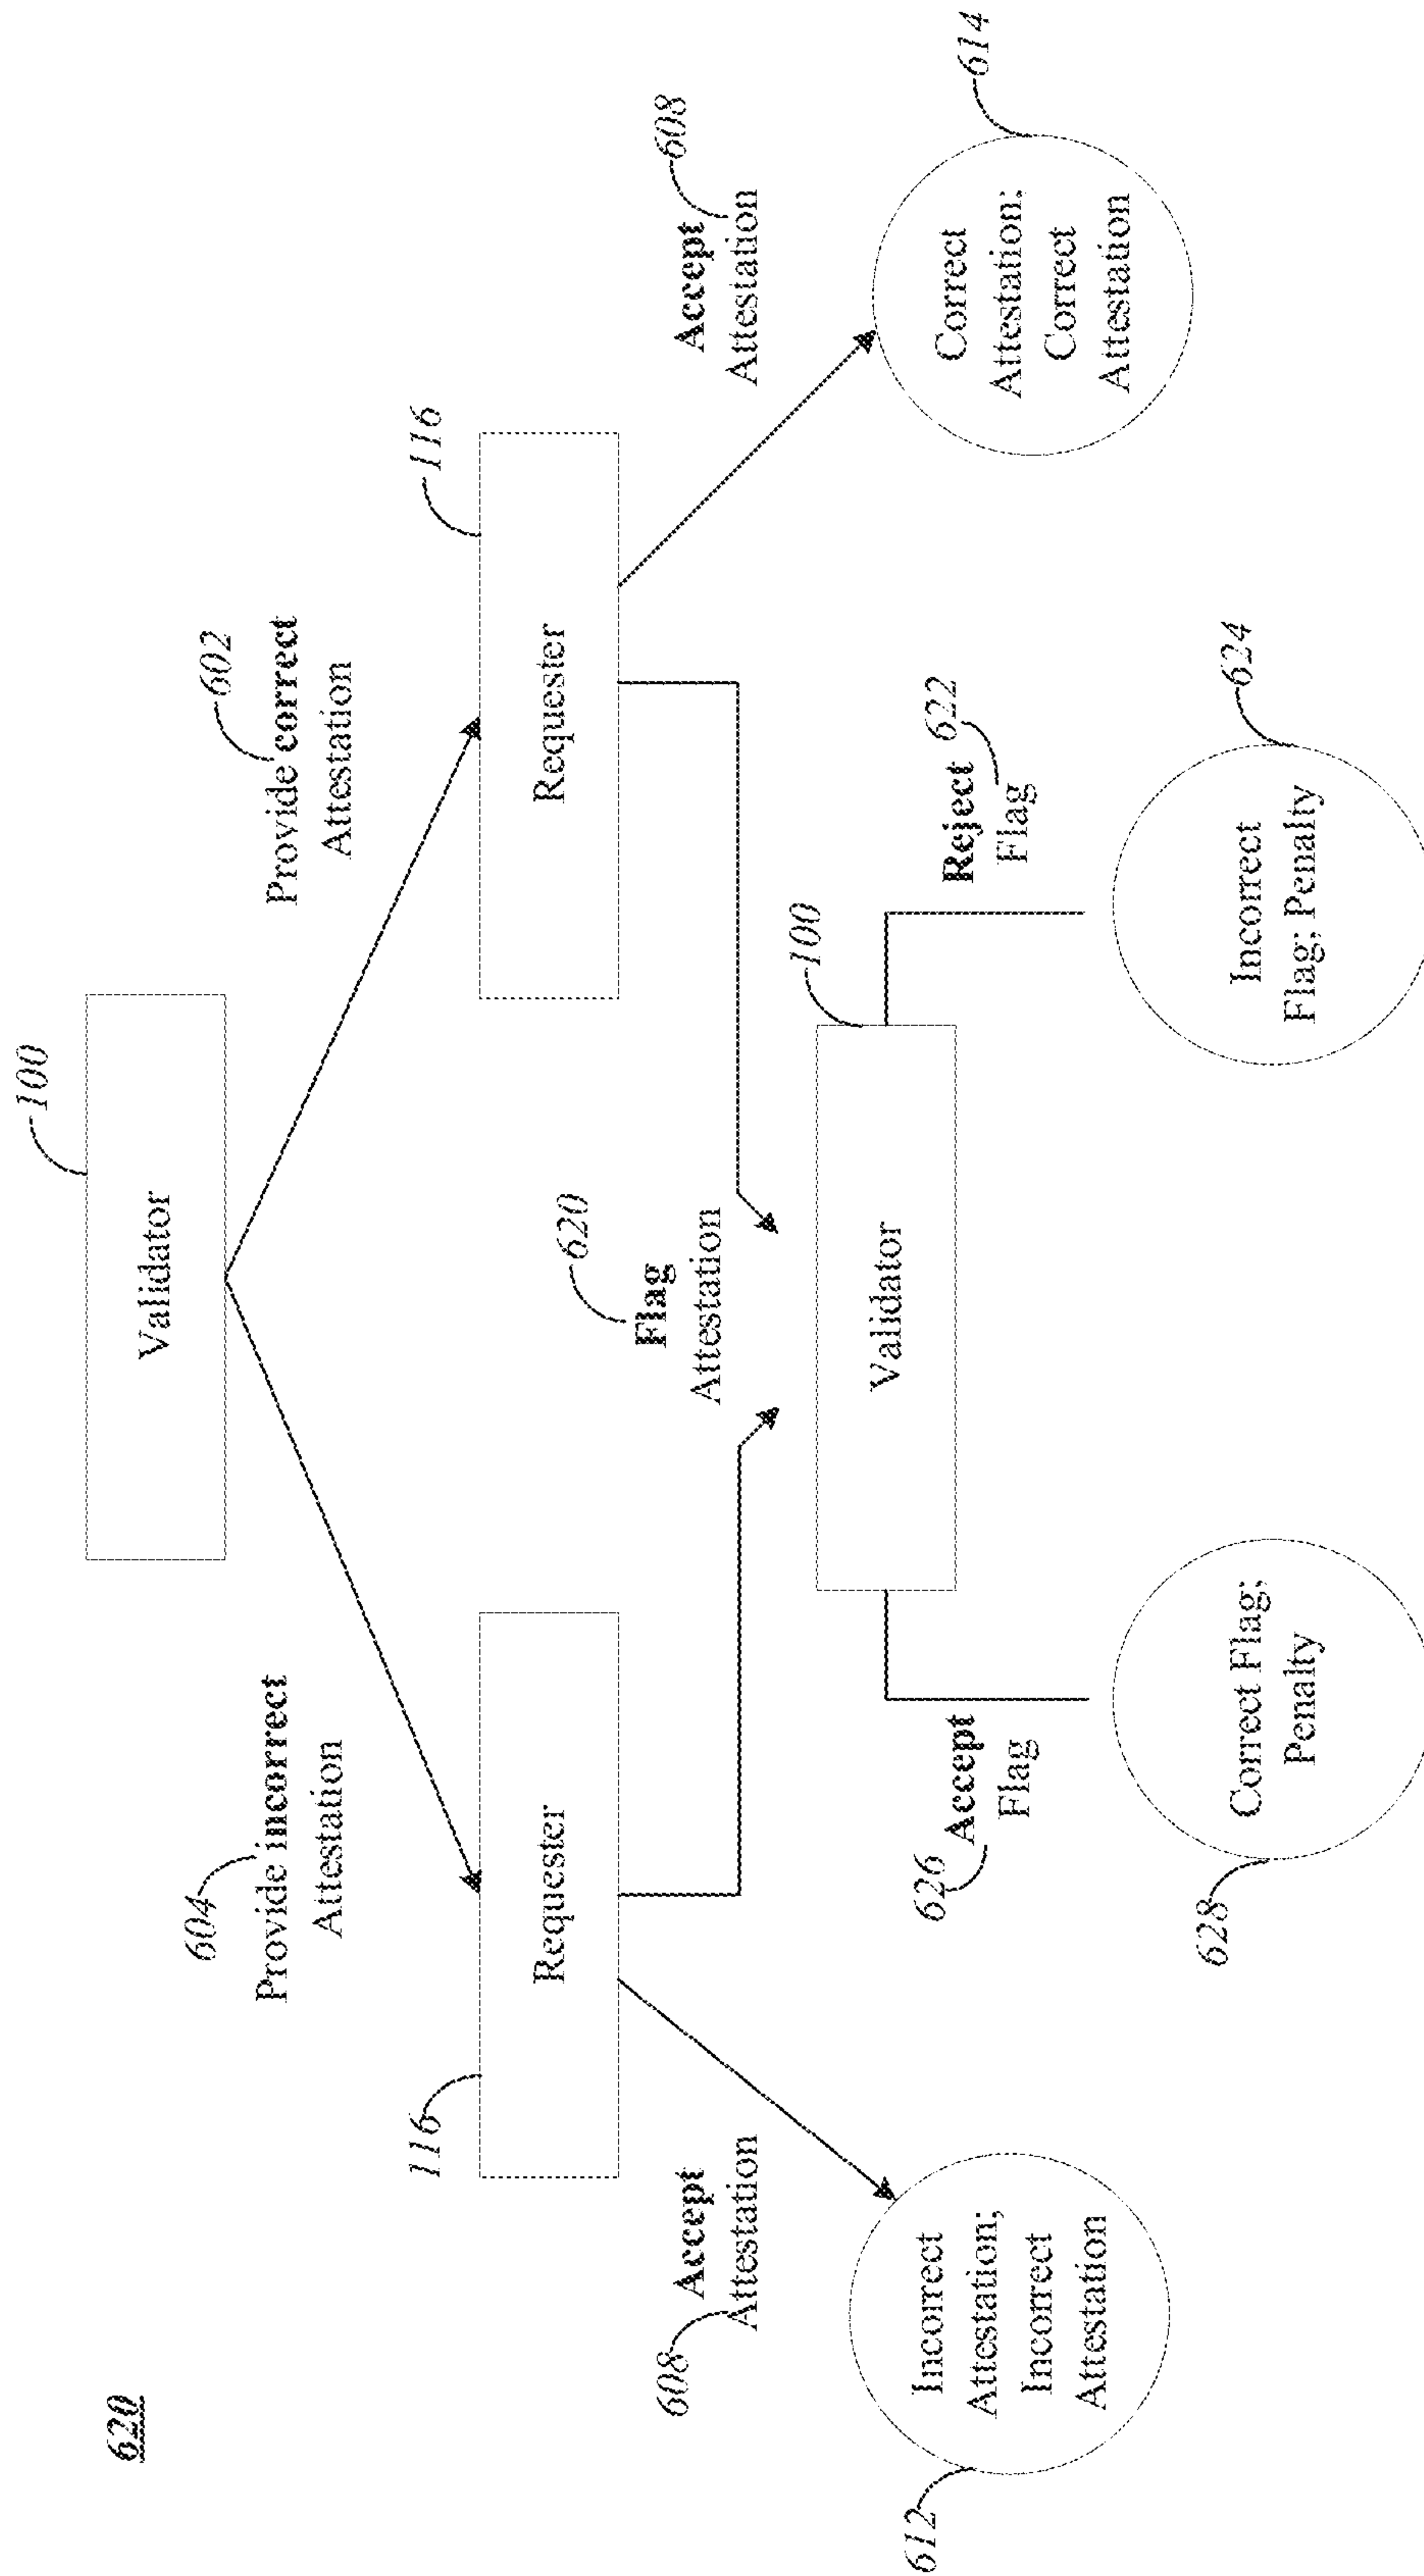 620
100
Validator
604
Provide incorrect
Attestation
602
Provide correct
Attestation
116
Requester
116
Requester
608
Accept
Attestation
620
Flag
Attestation
608
Accept
Attestation
100
Validator
612
Incorrect
Attestation;
Incorrect
Attestation
626 Accept
Flag
Reject 622
Flag
614
Correct
Attestation;
Correct
Attestation
628
Correct Flag;
Penalty
624
Incorrect
Flag; Penalty